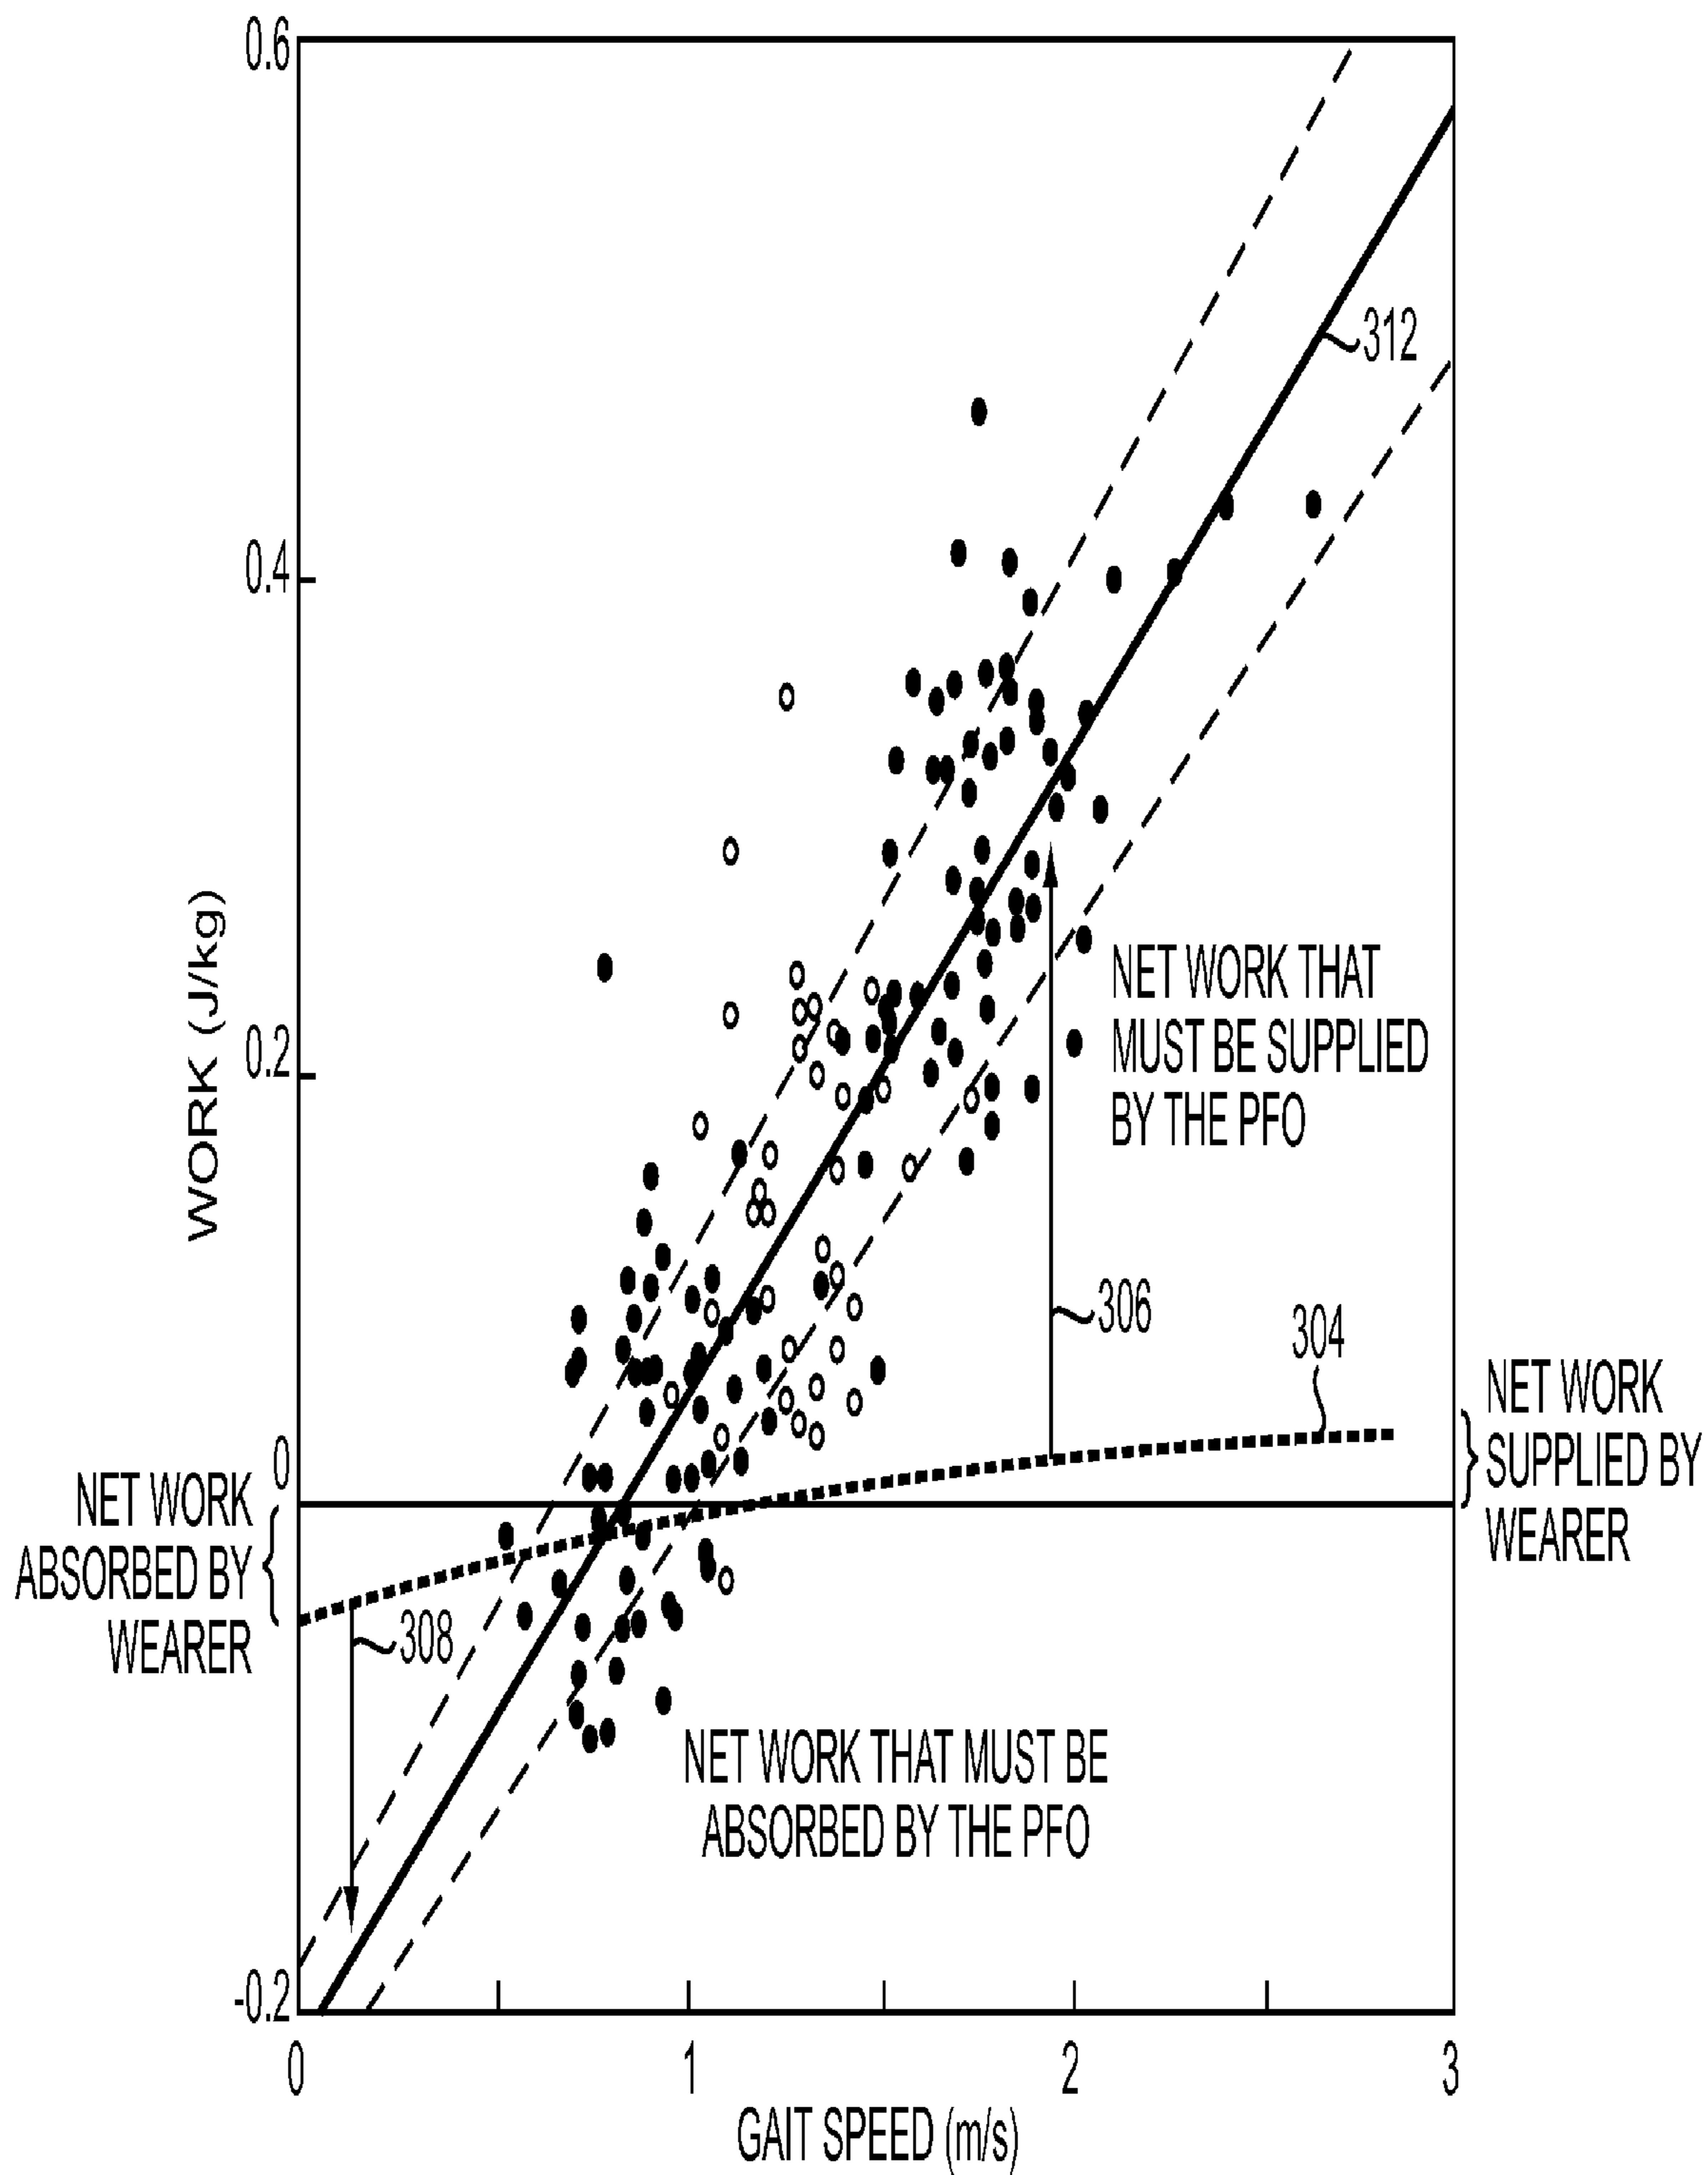 0.6
312
0.4
WORK (J/kg)
NET WORK THAT
MUST BE SUPPLIED
BY THE PFO
0.2
306
304
NET WORK
SUPPLIED BY
WEARER
0
NET WORK
ABSORBED BY
WEARER
308
NET WORK THAT MUST BE
ABSORBED BY THE PFO
-0.2
0 1 2 3
GAIT SPEED (m/s)